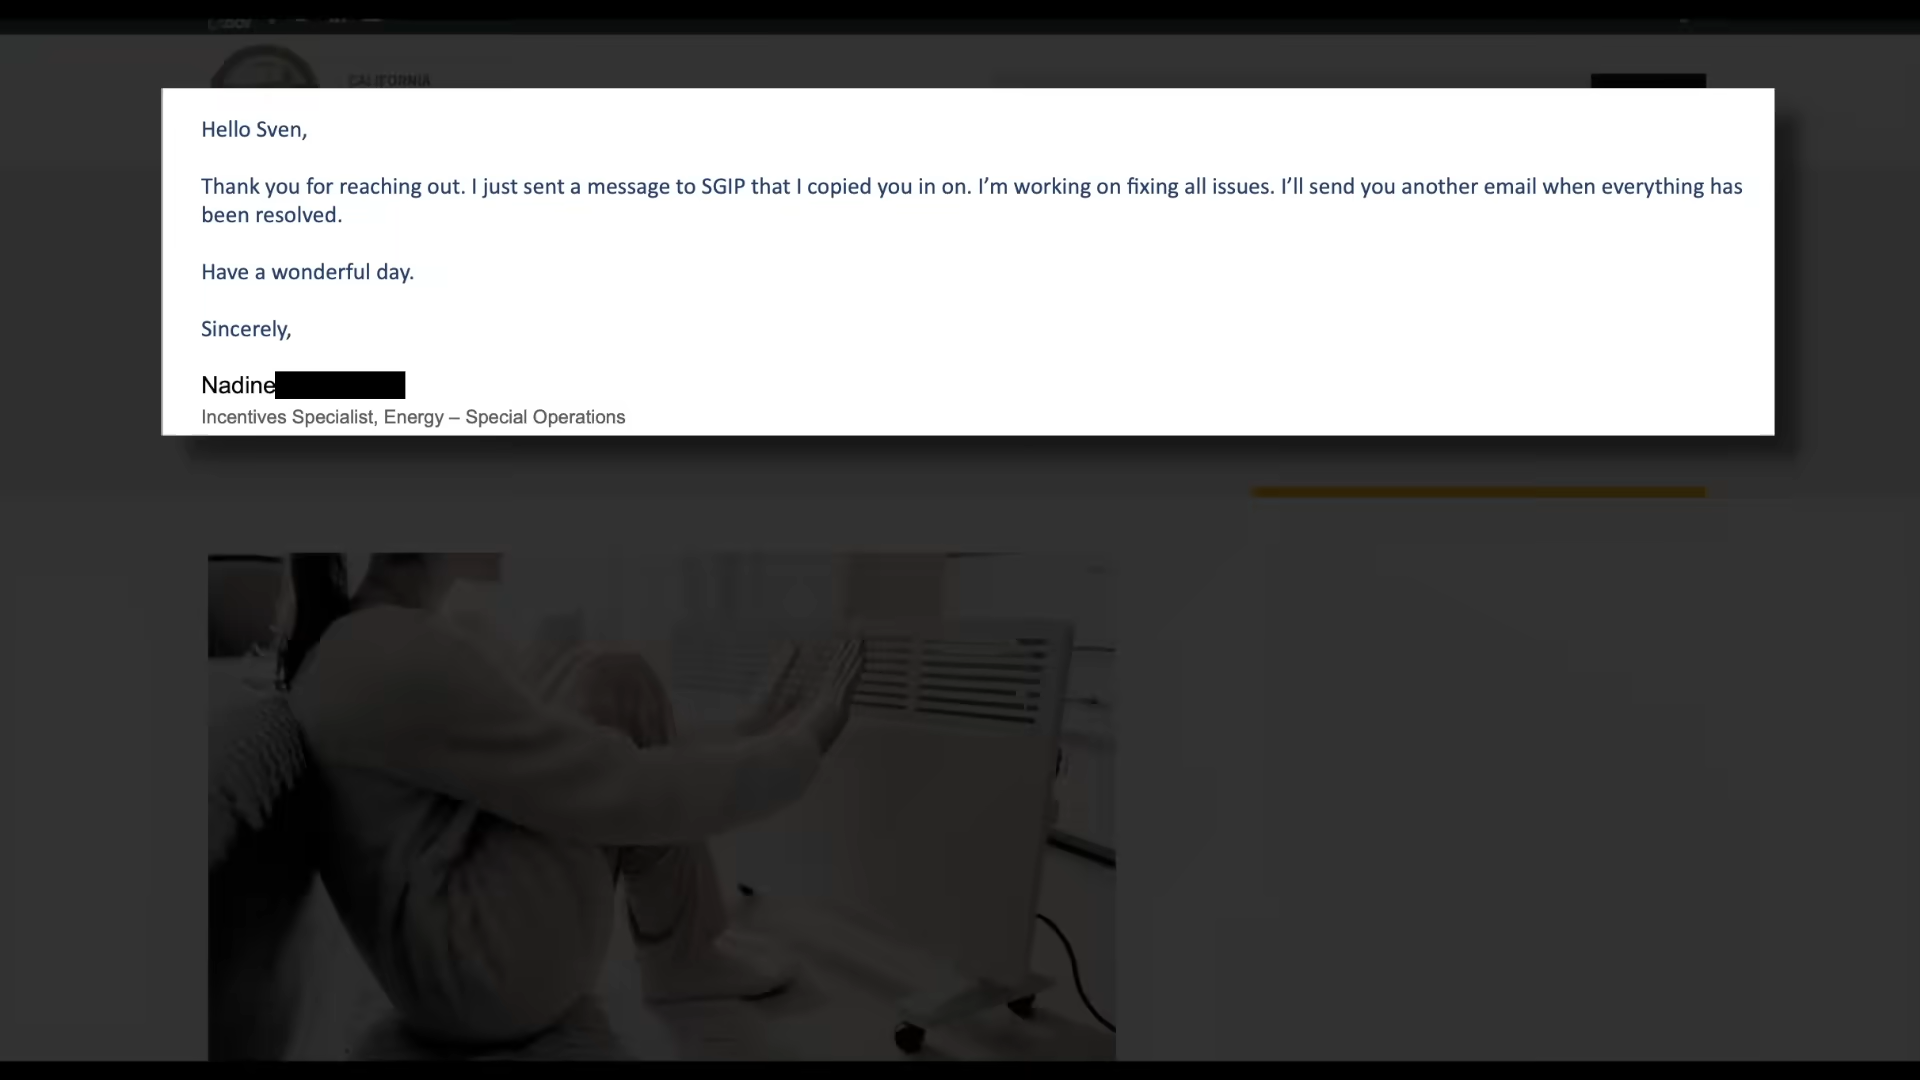 CALIFORNIA
Hello Sven,
Thank you for reaching out. I just sent a message to SGIP that I copied you in on. I’m working on fixing all issues. I’ll send you another email when everything has
been resolved.
Have a wonderful day.
Sincerely,
Nadine
Incentives Specialist, Energy – Special Operations